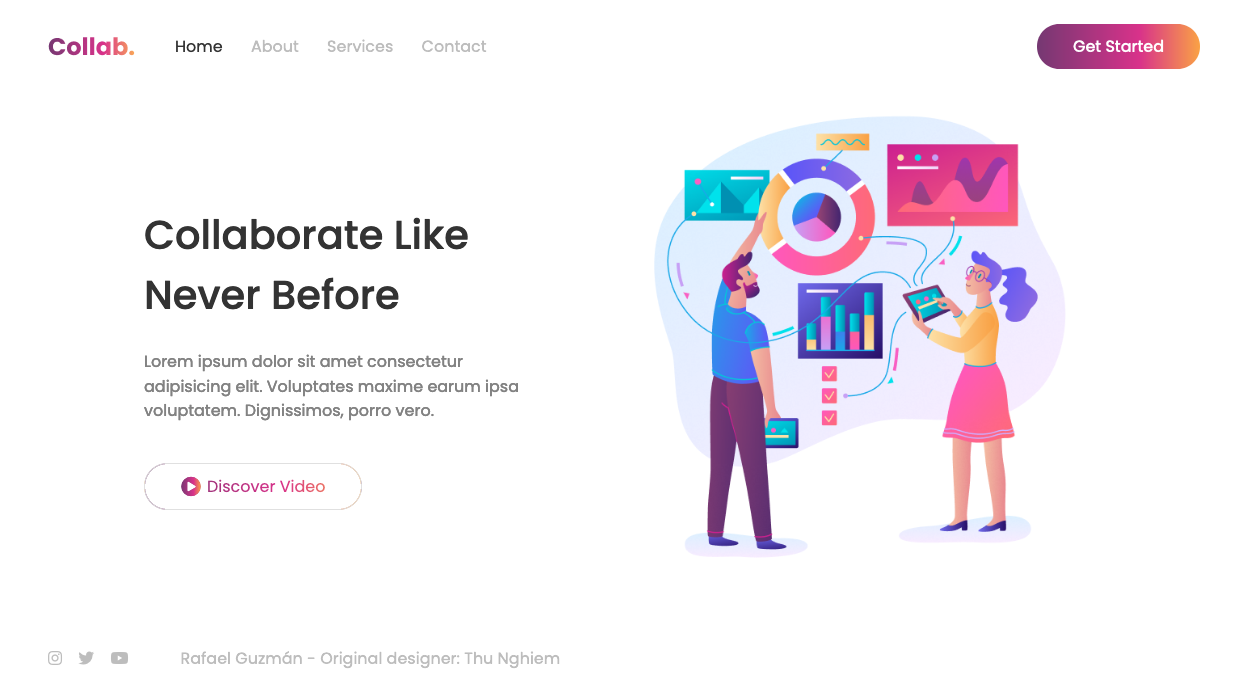 Collab.
Home About Services Contact
Get Started
Collaborate Like
Never Before
Lorem ipsum dolor sit amet consectetur
adipisicing elit. Voluptates maxime earum ipsa
voluptatem. Dignissimos, porro vero.
Discover Video
Rafael Guzmán - Original designer: Thu Nghiem